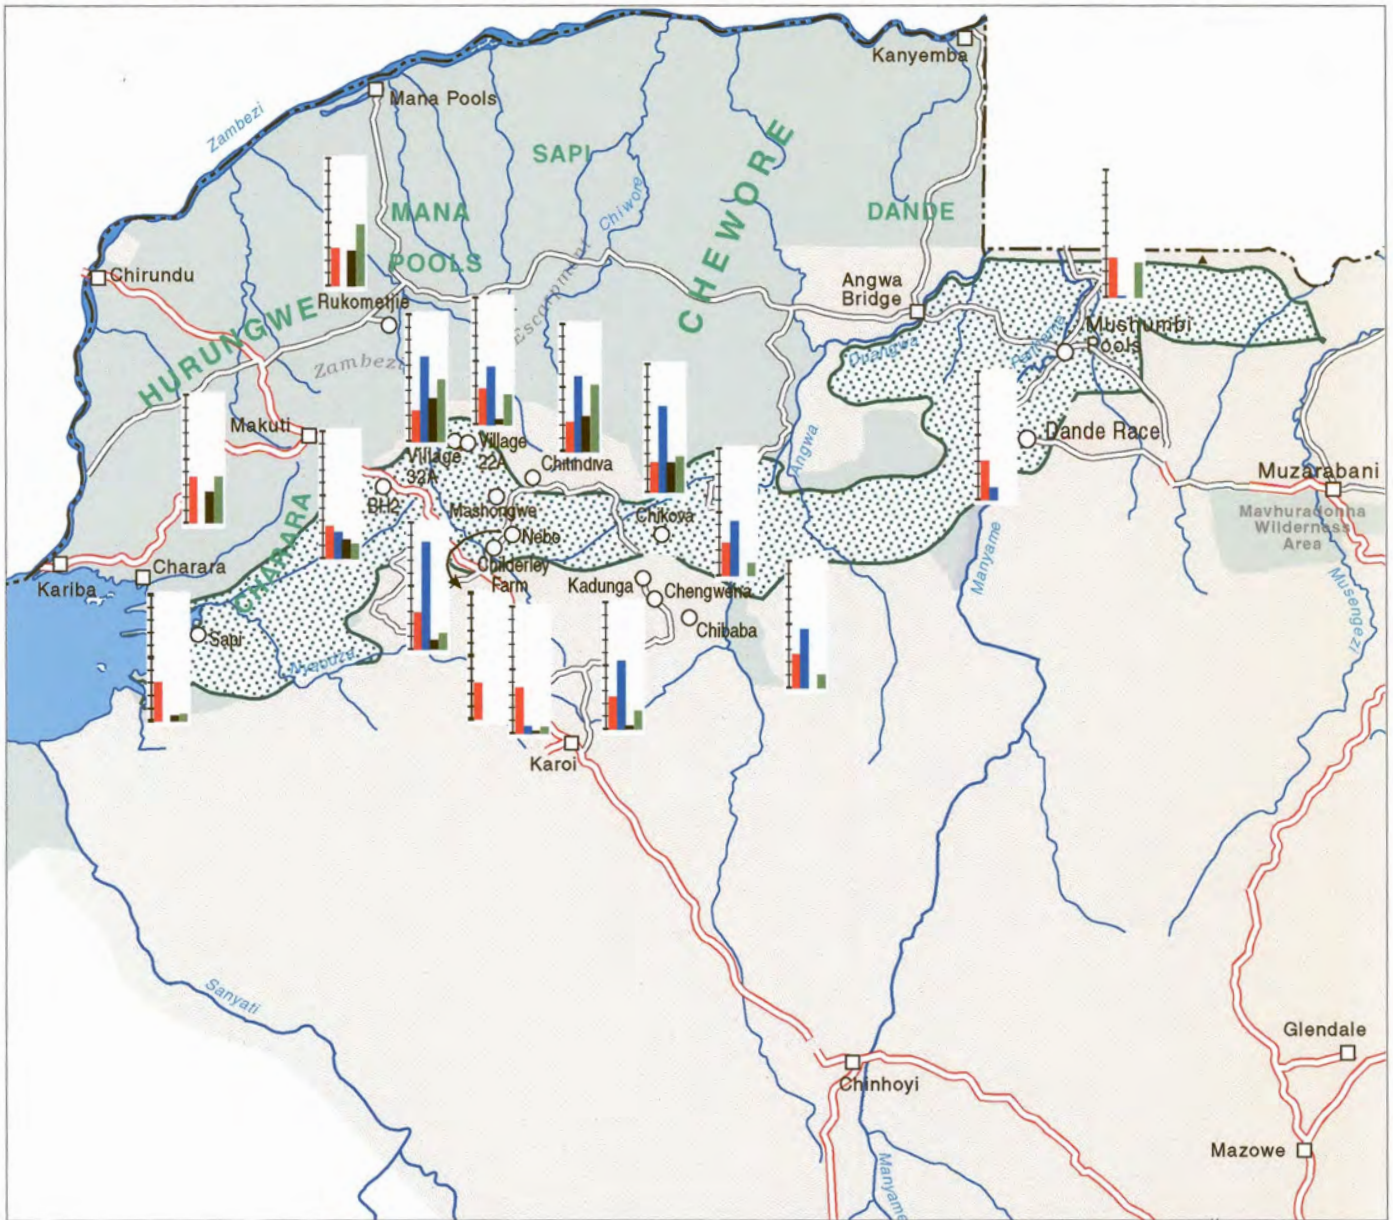 Kanyemba
Mana Pools
Zambezi
SAPI
CHEWORE
MANA
POOLS
Chiwore
DANDE
Chirundu
Angwa
Bridge
Rukometjie
HURUNGWE
Escarpment
Zambezi
Mushumbi
Pools
Makuti
Village
22A
Village
Angwa
Dande Race
Chitindiva
Muzarabani
BH2
Mashongwe
Chikova
Mavhuradonha
Wilderness
Area
Nebo
CHARARA
Childerley
Farm
Charara
Kariba
Kadunga
Chengwena
Manyame
Musengezi
Chibaba
Sapi
Karoi
Sanyati
Glendale
Chinhoyi
Mazowe
Manyame